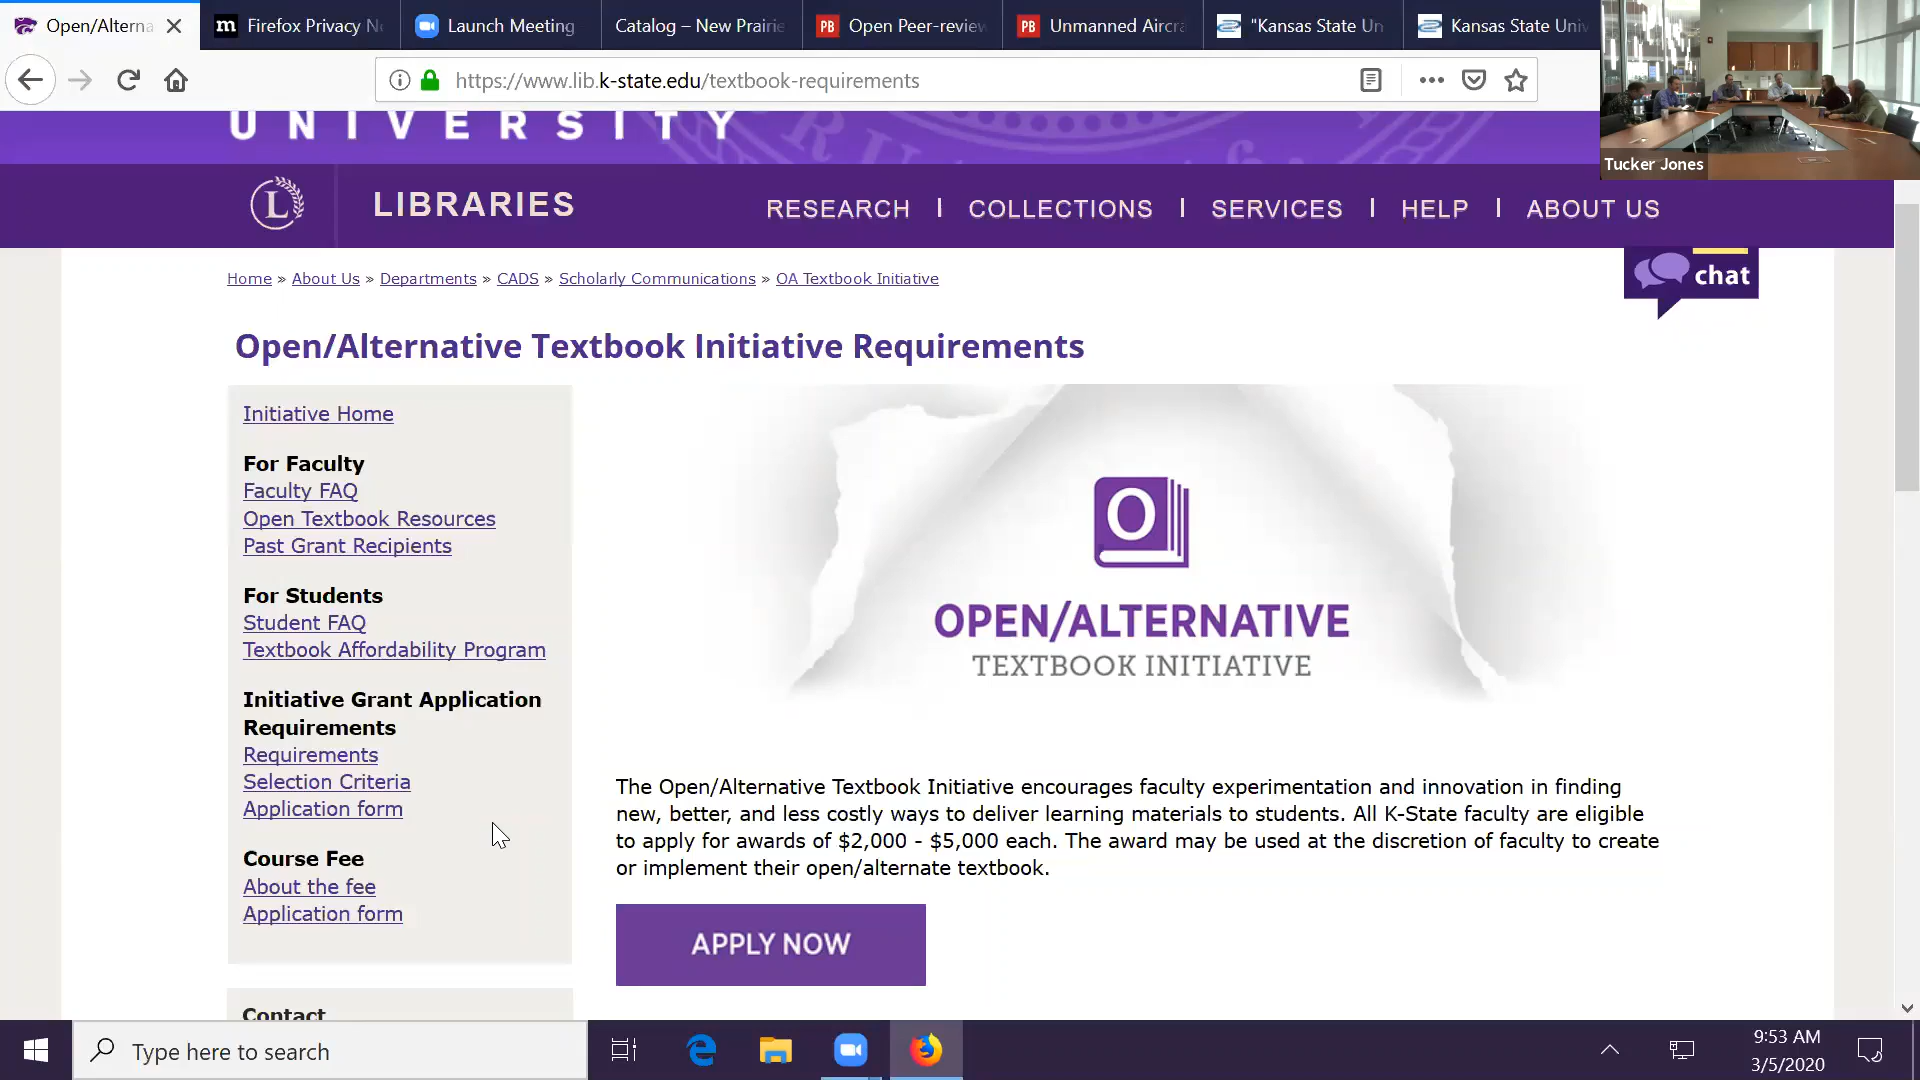 Open/Alterna
Firefox Privacy N
Launch Meeting
Catalog – New Prairie
PB
Open Peer-review
PB
Unmanned Aircra
"Kansas State Un
Kansas State Univ
https://www.lib.k-state.edu/textbook-requirements
Tucker Jones
UNIVERSITY
L
LIBRARIES
RESEARCH | COLLECTIONS | SERVICES | HELP | ABOUT US
chat
Home » About Us » Departments » CADS » Scholarly Communications » OA Textbook Initiative
Open/Alternative Textbook Initiative Requirements
Initiative Home
For Faculty
Faculty FAQ
Open Textbook Resources
Past Grant Recipients
For Students
Student FAQ
Textbook Affordability Program
Initiative Grant Application
Requirements
Requirements
Selection Criteria
Application form
Course Fee
About the fee
Application form
Contact
O
OPEN/ALTERNATIVE
TEXTBOOK INITIATIVE
The Open/Alternative Textbook Initiative encourages faculty experimentation and innovation in finding
new, better, and less costly ways to deliver learning materials to students. All K-State faculty are eligible
to apply for awards of $2,000 - $5,000 each. The award may be used at the discretion of faculty to create
or implement their open/alternate textbook.
APPLY NOW
Type here to search
9:53 AM
3/5/2020